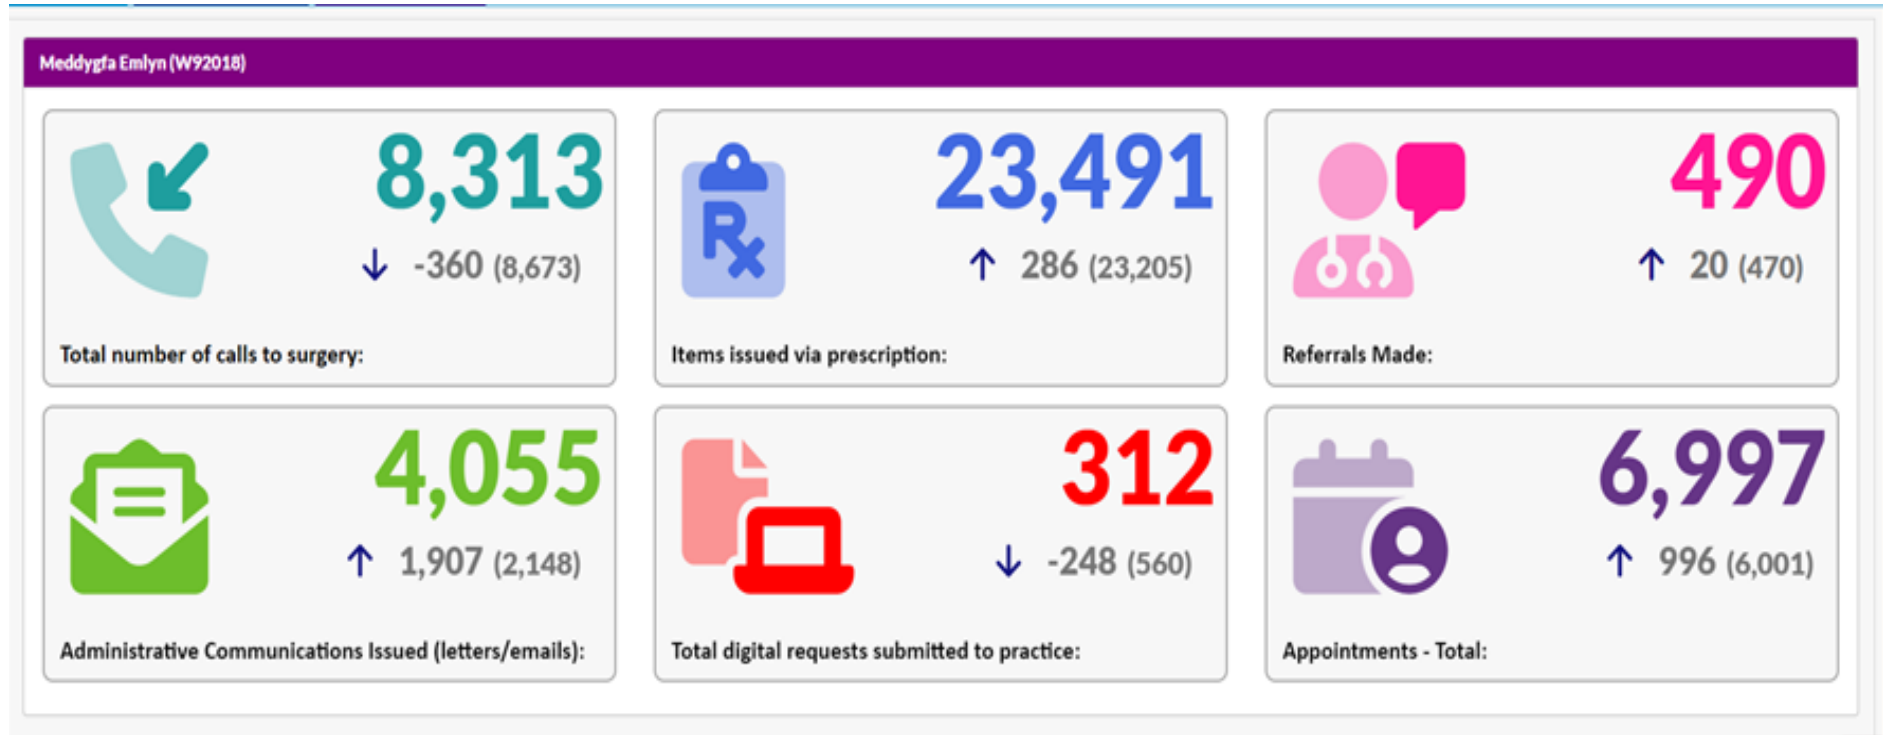 Meddygfa Emlyn (W92018)
8,313
↓ -360 (8,673)
Total number of calls to surgery:
Rx
23,491
↑ 286 (23,205)
Items issued via prescription:
490
↑ 20 (470)
Referrals Made:
4,055
↑ 1,907 (2,148)
Administrative Communications Issued (letters/emails):
312
↓ -248 (560)
Total digital requests submitted to practice:
6,997
↑ 996 (6,001)
Appointments - Total: